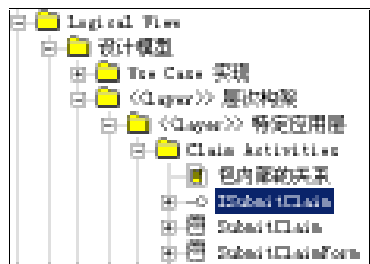 Logical View
设计模型
Use Case 实现
<<layer>> 层次构架
<<layer>> 特定应用层
Claim Activities
包内部的关系
ISubmitClaim
SubmitClaim
SubmitClaimForm